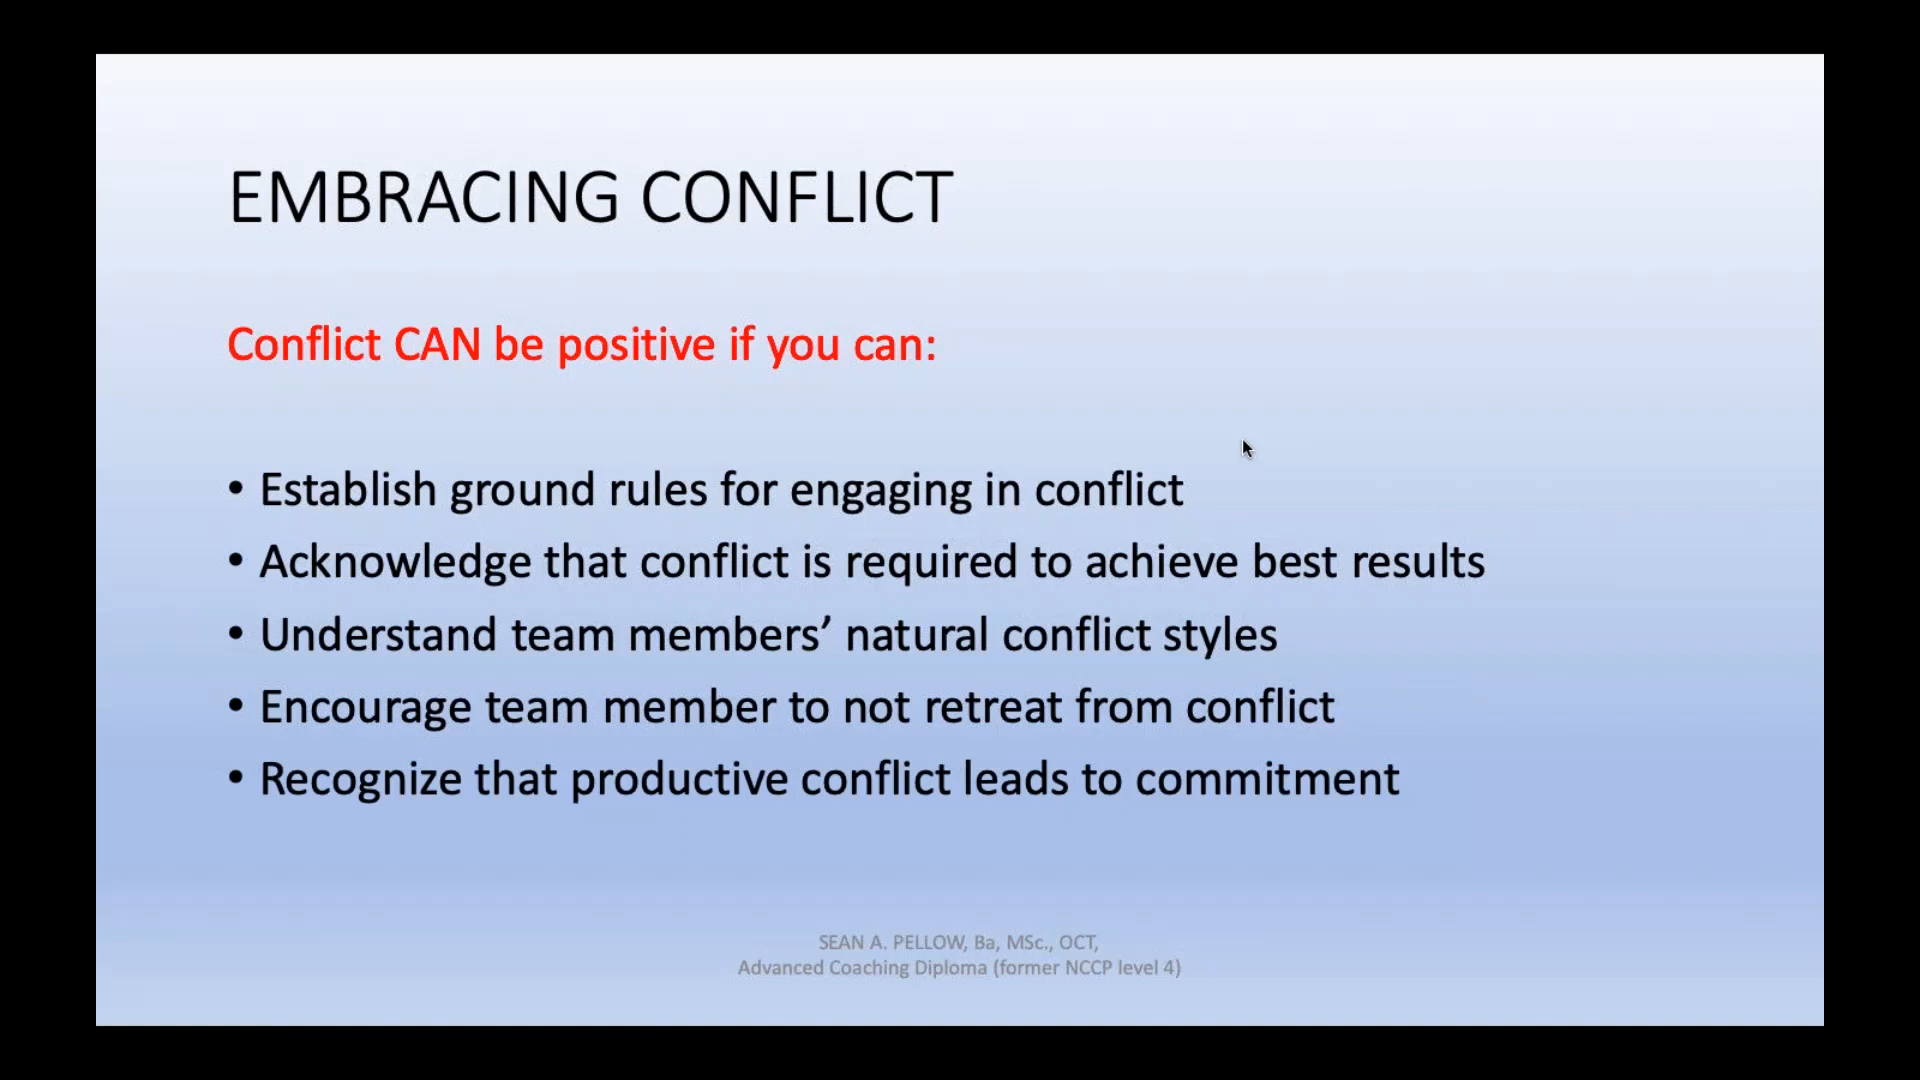 EMBRACING CONFLICT
Conflict CAN be positive if you can:
• Establish ground rules for engaging in conflict
• Acknowledge that conflict is required to achieve best results
• Understand team members’ natural conflict styles
• Encourage team member to not retreat from conflict
• Recognize that productive conflict leads to commitment
SEAN A. PELLOW, Ba, MSc., OCT,
Advanced Coaching Diploma (former NCCP level 4)